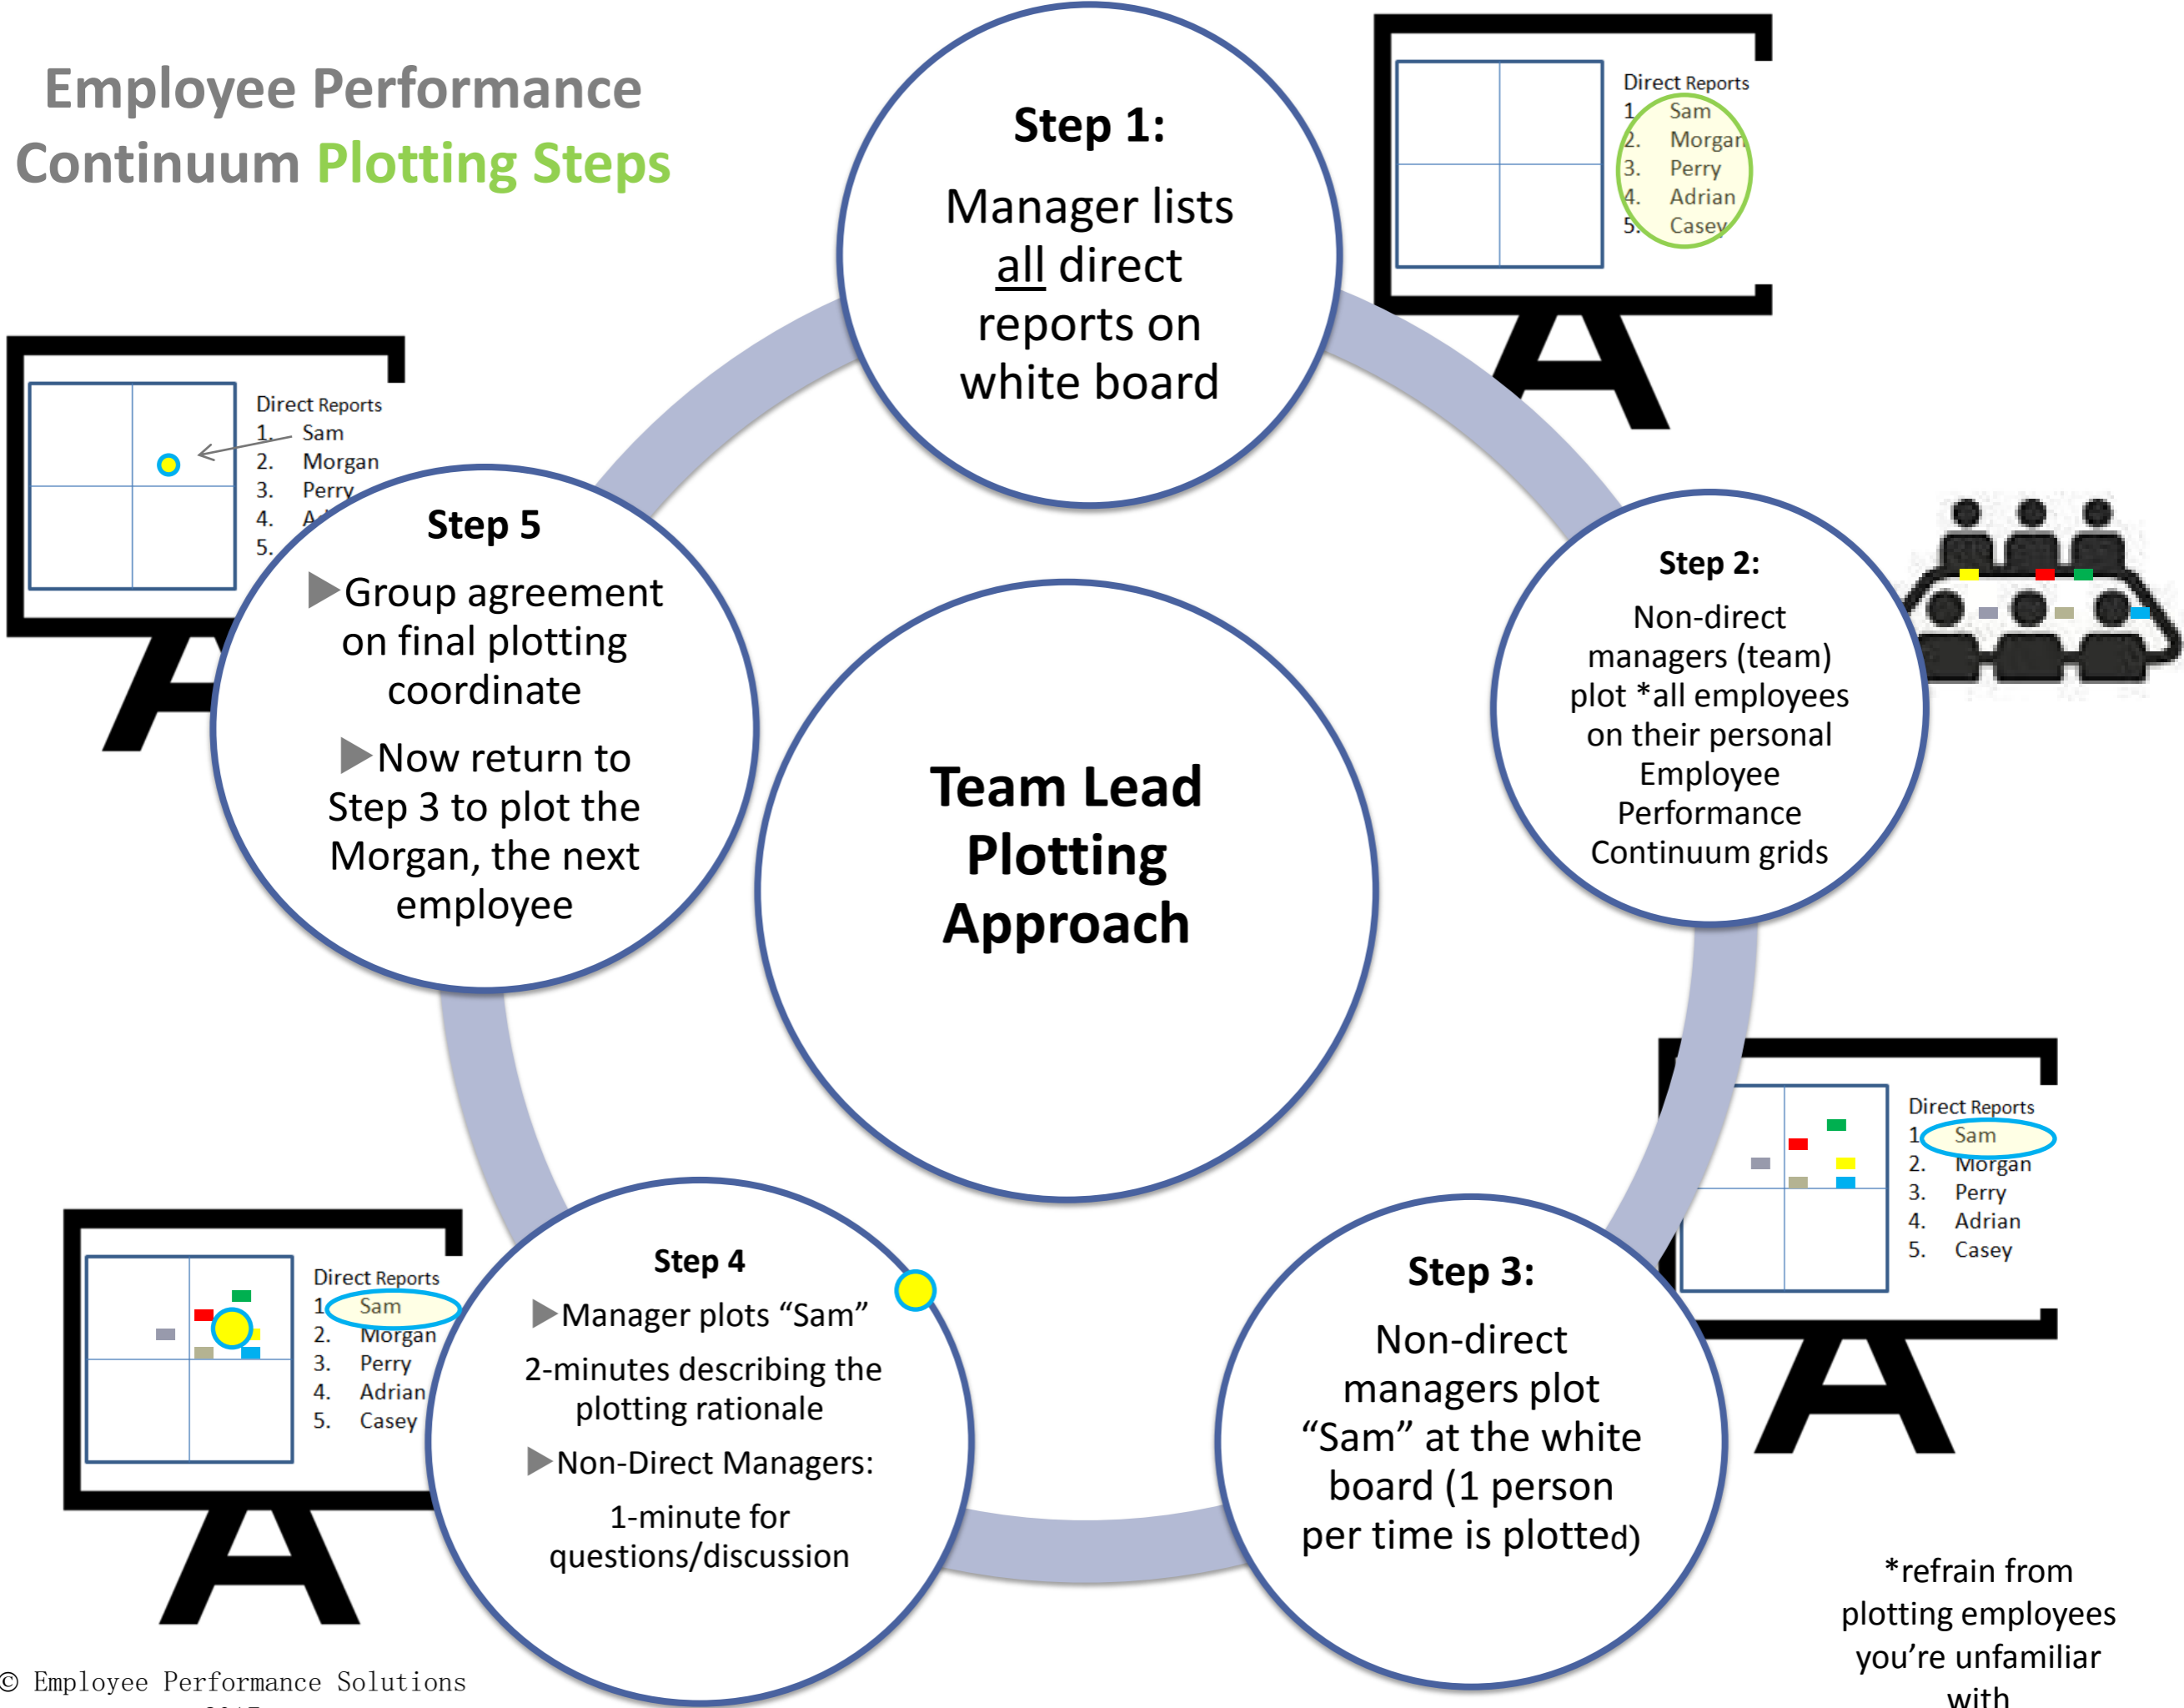 Employee Performance
Continuum Plotting Steps
Step 1:
Manager lists
all direct
reports on
white board
Direct Reports
1. Sam
2. Morgan
3. Perry
4. Adrian
5. Casey
Step 2:
Non-direct
managers (team)
plot *all employees
on their personal
Employee
Performance
Continuum grids
Direct Reports
1. Sam
2. Morgan
3. Perry
4. Adrian
5. Casey
Step 3:
Non-direct
managers plot
“Sam” at the white
board (1 person
per time is plotted)
*refrain from
plotting employees
you’re unfamiliar
with
Direct Reports
1. Sam
2. Morgan
3. Perry
4. Adrian
5. Casey
Step 4
▶Manager plots “Sam”
2-minutes describing the
plotting rationale
▶Non-Direct Managers:
1-minute for
questions/discussion
Direct Reports
1. Sam
2. Morgan
3. Perry
4.
5.
Step 5
▶Group agreement
on final plotting
coordinate
▶Now return to
Step 3 to plot the
Morgan, the next
employee
Team Lead
Plotting
Approach
© Employee Performance Solutions